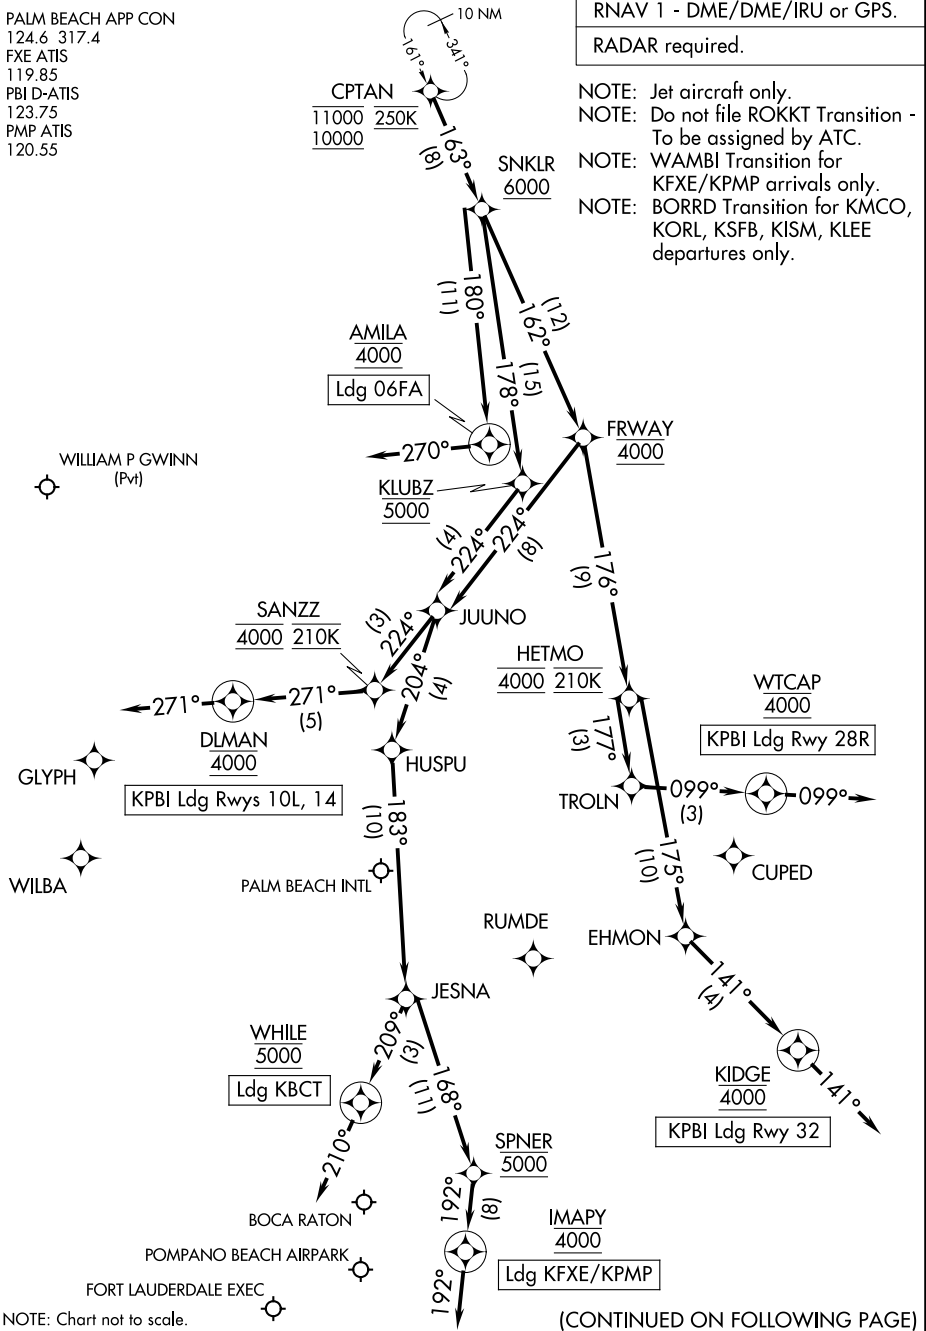 PALM BEACH APP CON
124.6 317.4
FXE ATIS
119.85
PBI D-ATIS
123.75
PMP ATIS
120.55
10 NM
161°
341°
RNAV 1 - DME/DME/IRU or GPS.
RADAR required.
NOTE: Jet aircraft only.
NOTE: Do not file ROKKT Transition -
To be assigned by ATC.
NOTE: WAMBI Transition for
KFXE/KPMP arrivals only.
NOTE: BORRD Transition for KMCO,
KORL, KSFB, KISM, KLEE
departures only.
CPTAN
11000 250K
10000
163°
(8)
SNKLR
6000
180°
(11)
162°
(12)
178°
(15)
AMILA
4000
Ldg 06FA
270°
FRWAY
4000
WILLIAM P GWINN
(Pvt)
KLUBZ
5000
224°
(4)
224°
(8)
176°
(9)
SANZZ
4000 210K
JUUNO
224°
(3)
204°
(4)
HETMO
4000 210K
WTCAP
4000
KPBI Ldg Rwy 28R
271°
271°
(5)
DLMAN
4000
KPBI Ldg Rwys 10L, 14
GLYPH
HUSPU
177°
(3)
TROLN
099°
(3)
099°
183°
(10)
WILBA
PALM BEACH INTL
175°
(10)
CUPED
RUMDE
EHMON
JESNA
141°
(4)
WHILE
5000
Ldg KBCT
209°
(3)
168°
(11)
KIDGE
4000
KPBI Ldg Rwy 32
141°
210°
SPNER
5000
192°
(8)
BOCA RATON
IMAPY
4000
Ldg KFXE/KPMP
POMPANO BEACH AIRPARK
FORT LAUDERDALE EXEC
192°
NOTE: Chart not to scale.
(CONTINUED ON FOLLOWING PAGE)